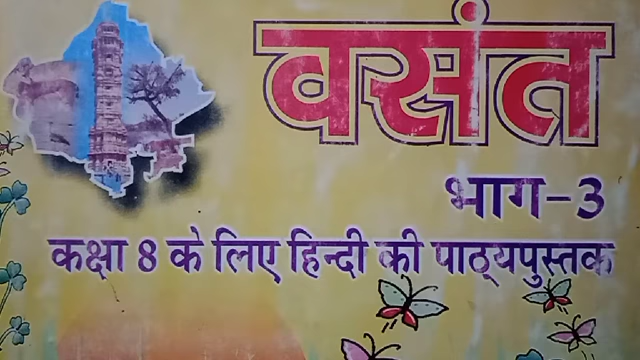 वसंत
भाग-3
कक्षा 8 के लिए हिन्दी की पाठ्यपुस्तक